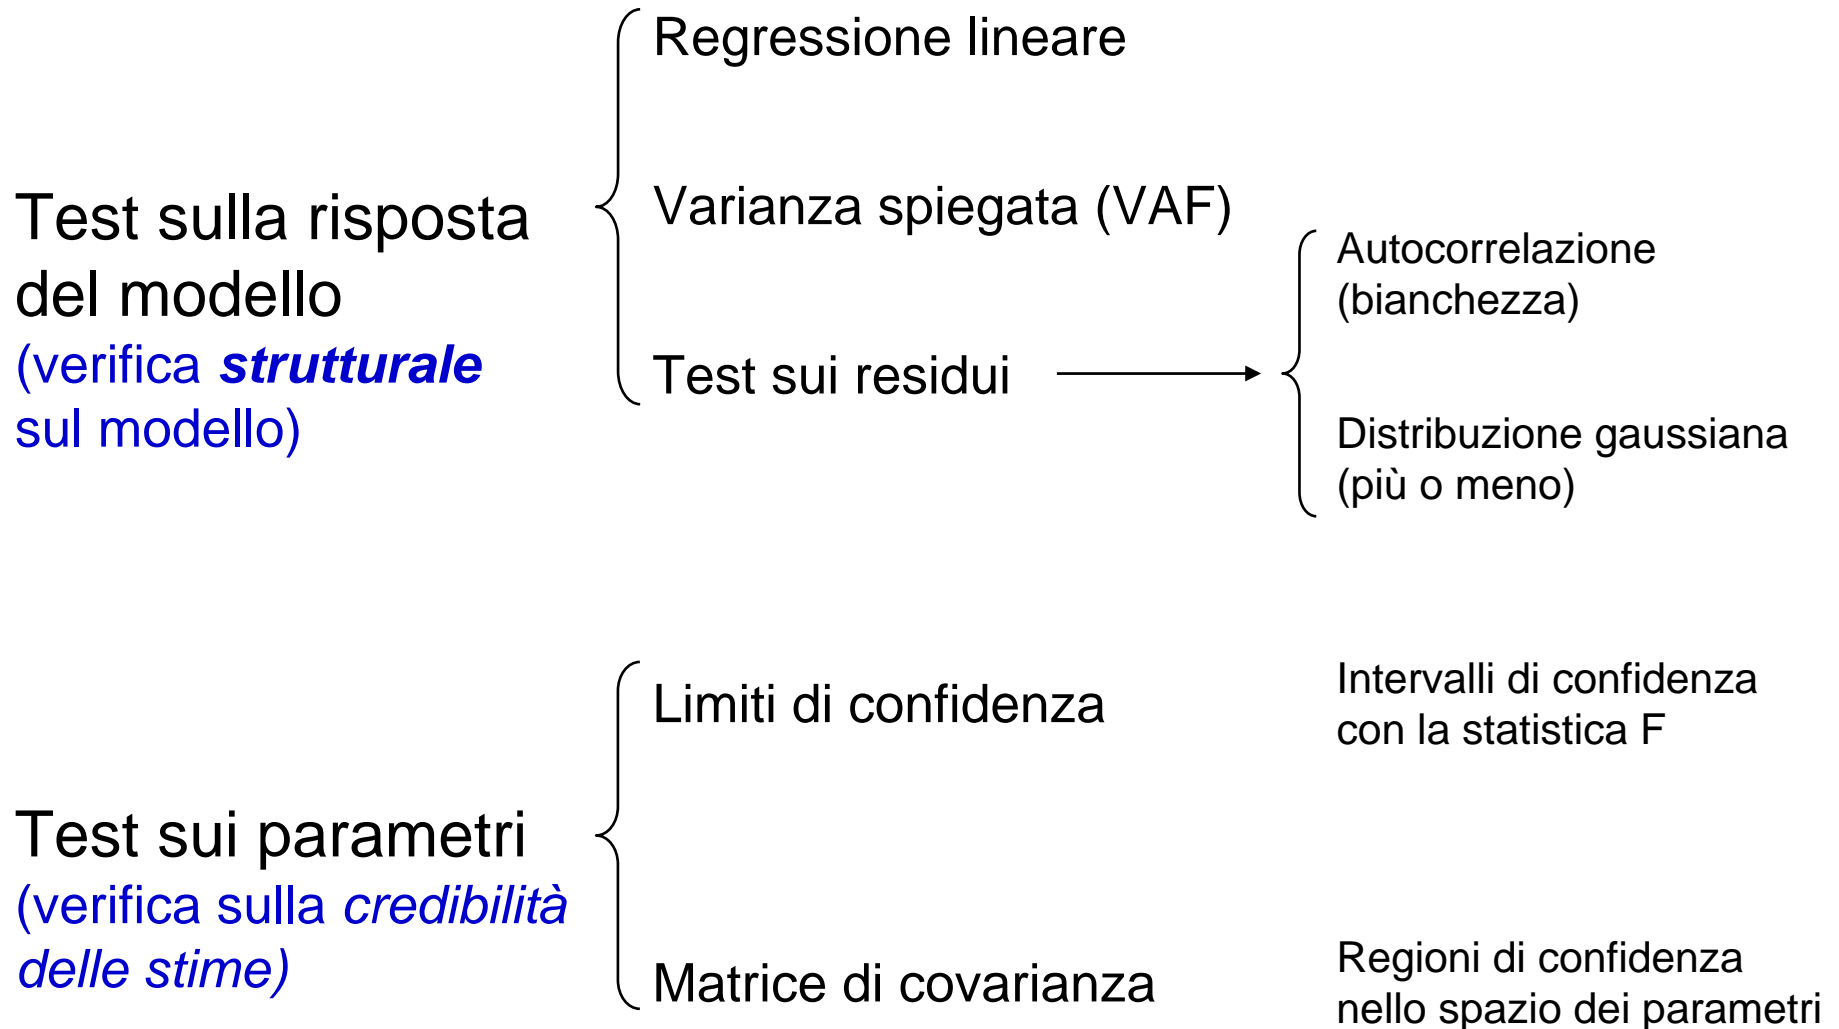 Regressione lineare
Test sulla risposta
del modello
(verifica strutturale
sul modello)
Varianza spiegata (VAF)
Test sui residui
Autocorrelazione
(bianchezza)
Distribuzione gaussiana
(più o meno)
Test sui parametri
(verifica sulla credibilità
delle stime)
Limiti di confidenza
Intervalli di confidenza
con la statistica F
Matrice di covarianza
Regioni di confidenza
nello spazio dei parametri